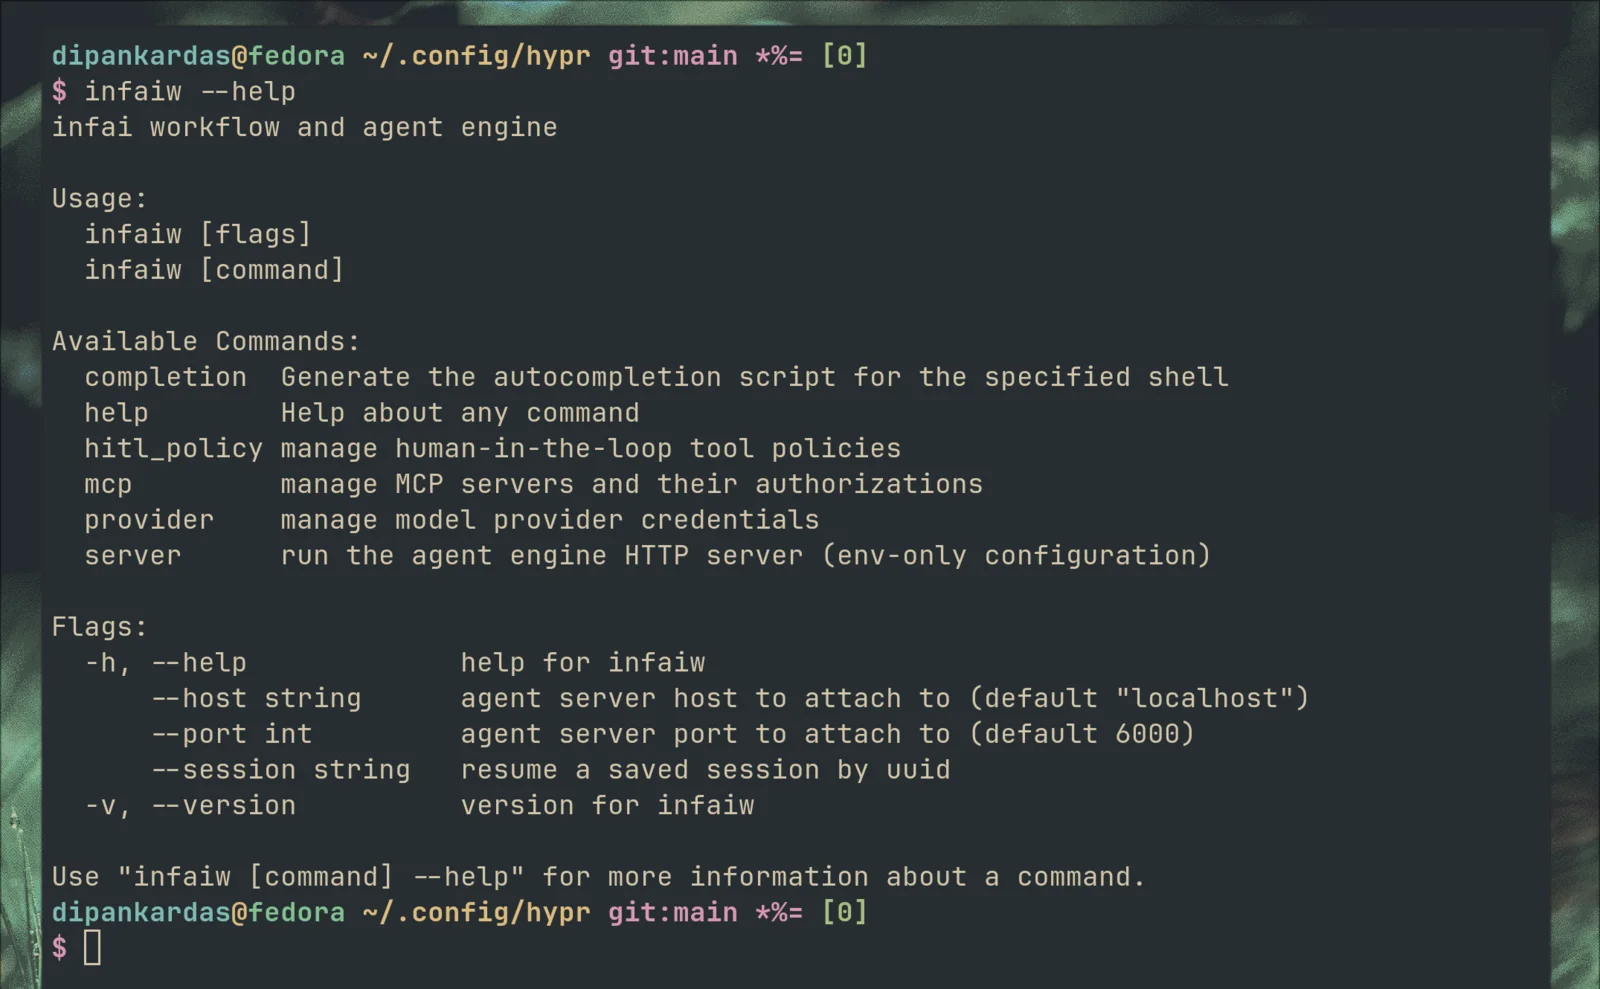 dipankardas@fedora ~/.config/hypr git:main *%= [0]
$ infaiw --help
infai workflow and agent engine

Usage:
  infaiw [flags]
  infaiw [command]

Available Commands:
  completion  Generate the autocompletion script for the specified shell
  help        Help about any command
  hitl_policy manage human-in-the-loop tool policies
  mcp         manage MCP servers and their authorizations
  provider    manage model provider credentials
  server      run the agent engine HTTP server (env-only configuration)

Flags:
  -h, --help             help for infaiw
      --host string      agent server host to attach to (default "localhost")
      --port int         agent server port to attach to (default 6000)
      --session string   resume a saved session by uuid
  -v, --version          version for infaiw

Use "infaiw [command] --help" for more information about a command.
dipankardas@fedora ~/.config/hypr git:main *%= [0]
$